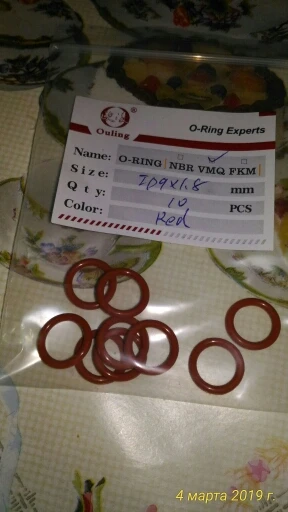 Ouling
O-Ring Experts
Name: O-RING NBR VMQ FKM
Size: ID9X1.8 mm
Qty: 10 PCS
Color: Red
4 марта 2019 г.